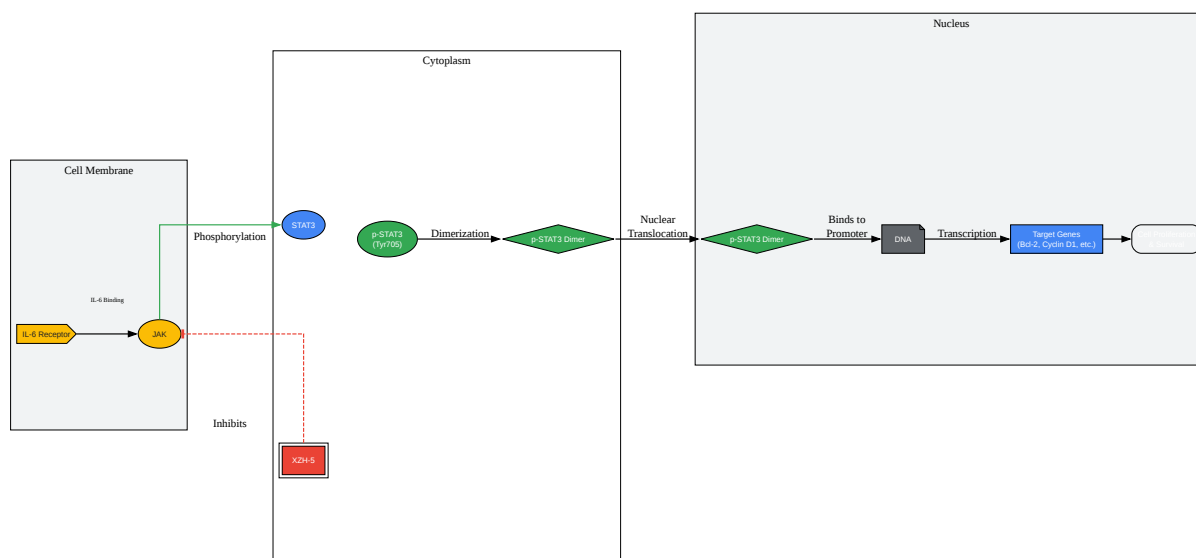 Nucleus
Cytoplasm
Cell Membrane
STAT3
Phosphorylation
p-STAT3
(Tyr705)
Dimerization
p-STAT3 Dimer
Nuclear
Translocation
p-STAT3 Dimer
Binds to
Promoter
DNA
Transcription
Target Genes
(Bcl-2, Cyclin D1, etc.)
IL-6 Binding
IL-6 Receptor
JAK
Inhibits
XZH-5